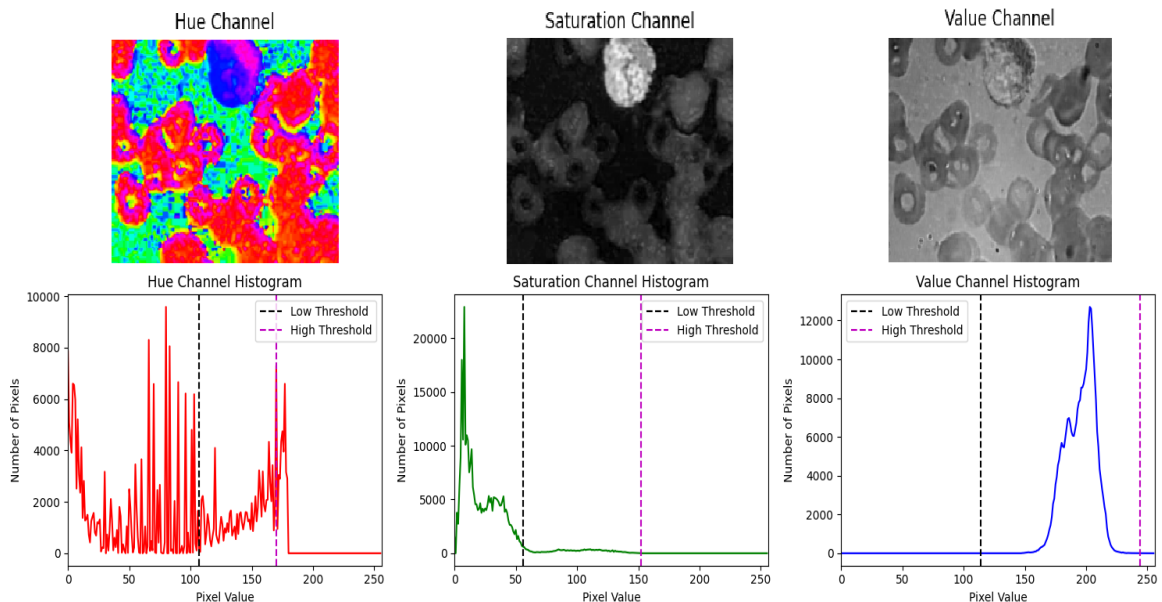 Hue Channel
Saturation Channel
Value Channel
Hue Channel Histogram
Number of Pixels
10000
8000
6000
4000
2000
0
Low Threshold
High Threshold
0 50 100 150 200 250
Pixel Value
Saturation Channel Histogram
Number of Pixels
20000
15000
10000
5000
0
Low Threshold
High Threshold
0 50 100 150 200 250
Pixel Value
Value Channel Histogram
Number of Pixels
12000
10000
8000
6000
4000
2000
0
Low Threshold
High Threshold
0 50 100 150 200 250
Pixel Value